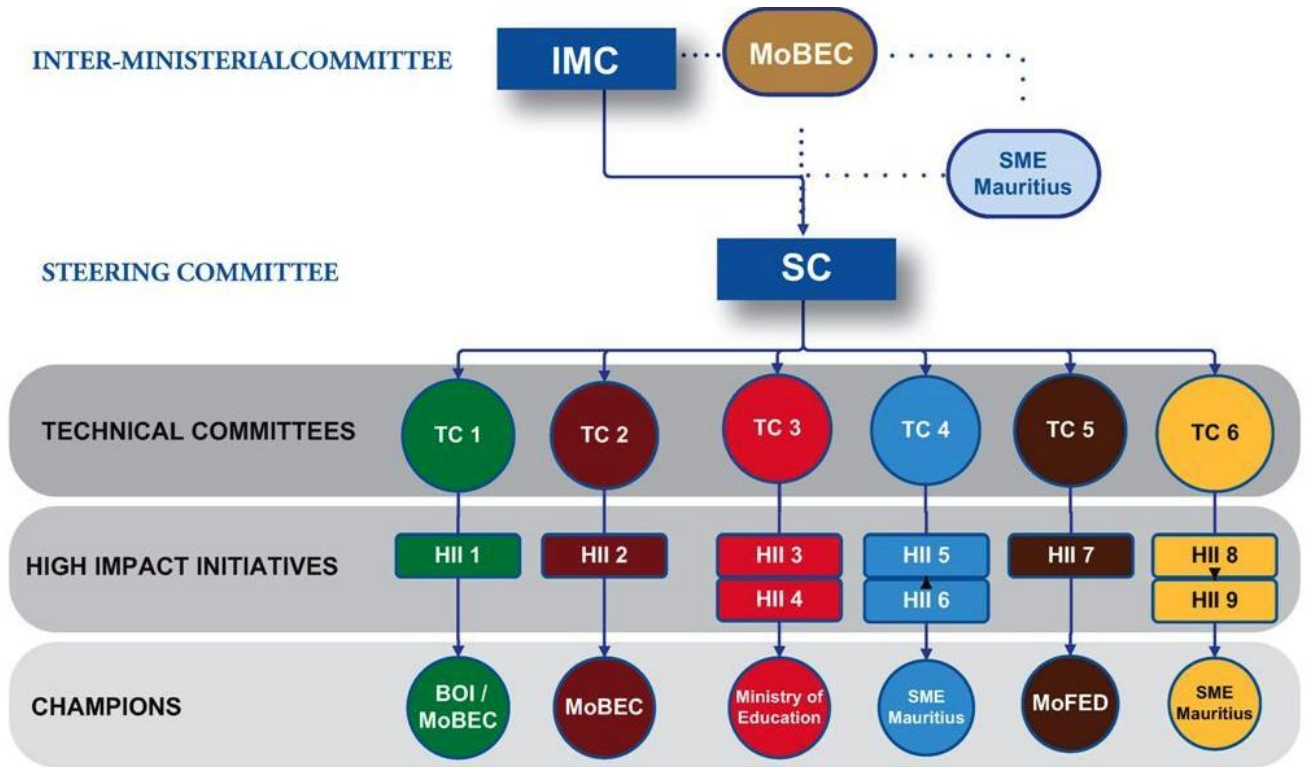 INTER-MINISTERIALCOMMITTEE
IMC
MoBEC
SME
Mauritius
STEERING COMMITTEE
SC
TECHNICAL COMMITTEES
TC 1
TC 2
TC 3
TC 4
TC 5
TC 6
HIGH IMPACT INITIATIVES
HII 1
HII 2
HII 3
HII 4
HII 5
HII 6
HII 7
HII 8
HII 9
CHAMPIONS
BOI /
MoBEC
MoBEC
Ministry of
Education
SME
Mauritius
MoFED
SME
Mauritius